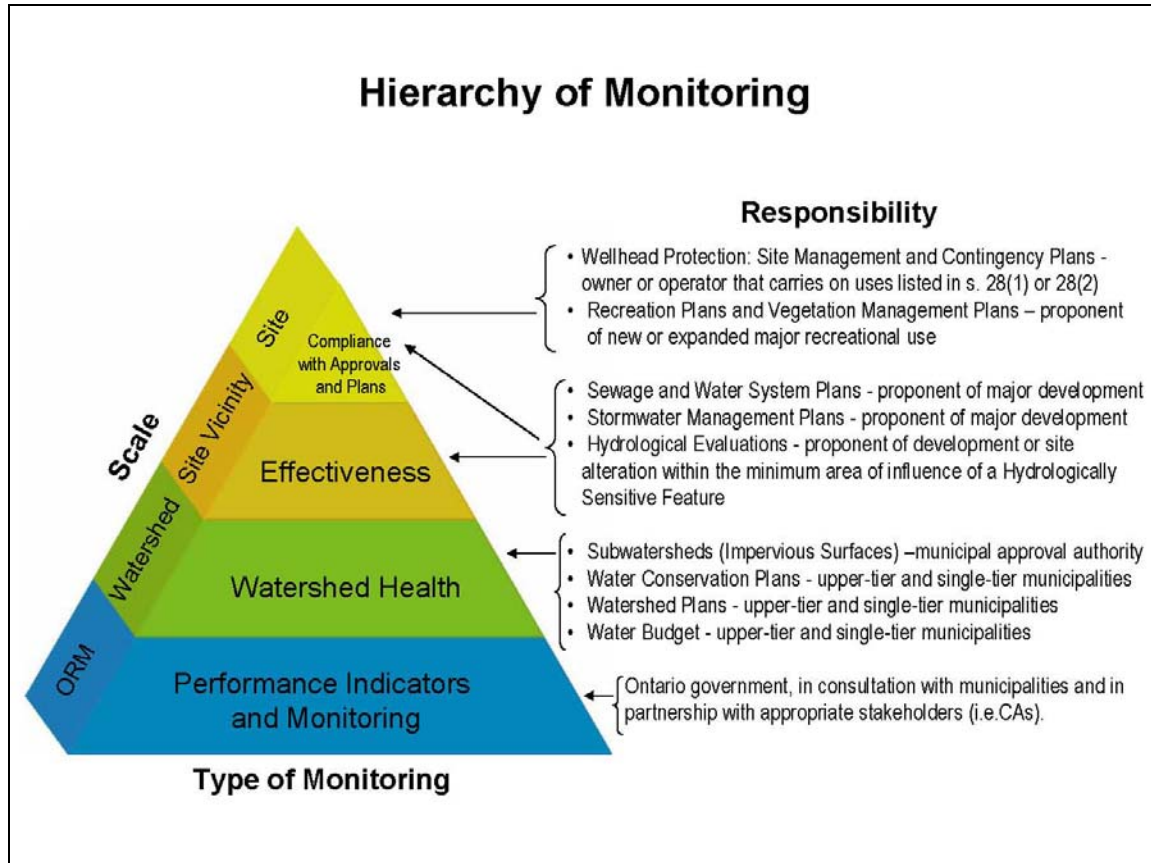 Hierarchy of Monitoring
Responsibility
• Wellhead Protection: Site Management and Contingency Plans -
owner or operator that carries on uses listed in s. 28(1) or 28(2)
• Recreation Plans and Vegetation Management Plans – proponent
of new or expanded major recreational use
• Sewage and Water System Plans - proponent of major development
• Stormwater Management Plans - proponent of major development
• Hydrological Evaluations - proponent of development or site
alteration within the minimum area of influence of a Hydrologically
Sensitive Feature
• Subwatersheds (Impervious Surfaces) –municipal approval authority
• Water Conservation Plans - upper-tier and single-tier municipalities
• Watershed Plans - upper-tier and single-tier municipalities
• Water Budget - upper-tier and single-tier municipalities
Ontario government, in consultation with municipalities and in
partnership with appropriate stakeholders (i.e.CAs).
Scale
Site
Site Vicinity
Watershed
ORM
Compliance
with Approvals
and Plans
Effectiveness
Watershed Health
Performance Indicators
and Monitoring
Type of Monitoring